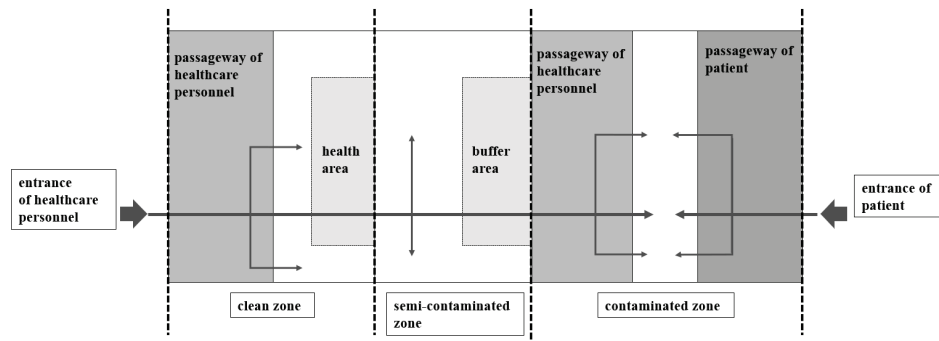 passageway of
healthcare
personnel
passageway of
healthcare
personnel
passageway of
patient
health
area
buffer
area
entrance
of healthcare
personnel
entrance of
patient
clean zone
semi-contaminated
zone
contaminated zone